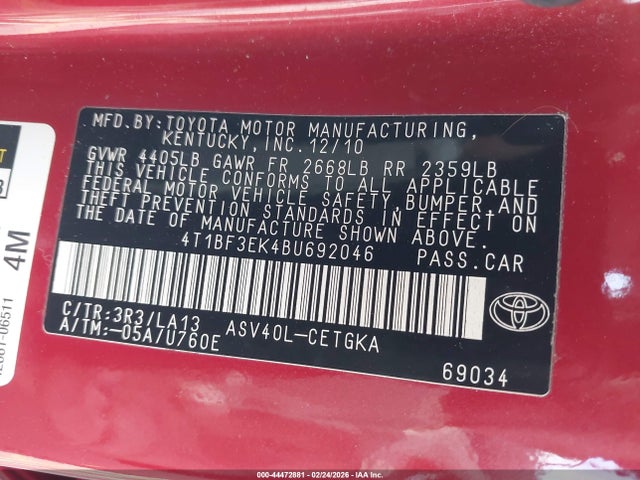 MFD.BY:TOYOTA MOTOR MANUFACTURING,
KENTUCKY, INC. 12/10
GVWR 4405LB GAWR FR 2668LB RR 2359LB
THIS VEHICLE CONFORMS TO ALL APPLICABLE
FEDERAL MOTOR VEHICLE SAFETY, BUMPER, AND
THEFT PREVENTION STANDARDS IN EFFECT ON
THE DATE OF MANUFACTURE SHOWN ABOVE.
4T1BF3EK4BU692046 PASS.CAR
C/TR:3R3/LA13 ASV40L-CETGKA
A/TM:-05A/U760E
69034
TOYOTA
4M
000-44472881 - 02/24/2026 - IAA Inc.